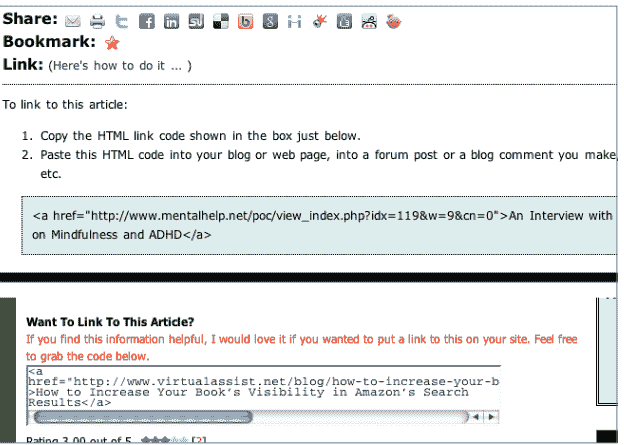 Share:
Bookmark:
Link: (Here's how to do it ... )
To link to this article:
1. Copy the HTML link code shown in the box just below.
2. Paste this HTML code into your blog or web page, into a forum post or a blog comment you make,
etc.
<a href="http://www.mentalhelp.net/poc/view_index.php?idx=119&w=9&cn=0">An Interview with
on Mindfulness and ADHD</a>
Want To Link To This Article?
If you find this information helpful, I would love it if you wanted to put a link to this on your site. Feel free
to grab the code below.
<a
href="http://www.virtualassist.net/blog/how-to-increase-your-b
>How to Increase Your Book's Visibility in Amazon's Search
Results</a>
Rating 3.00 out of 5 [?]